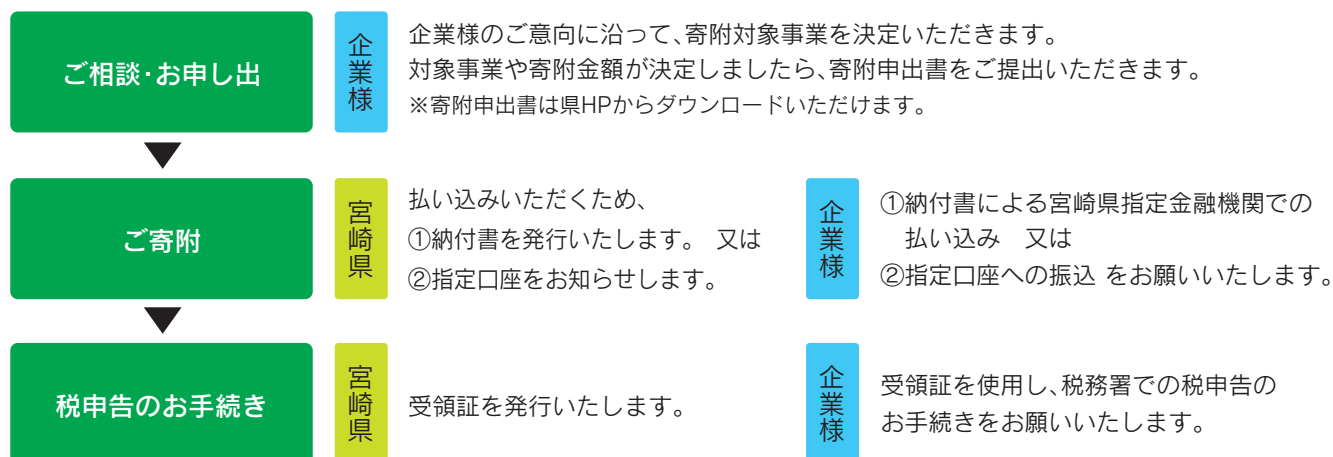 ご相談・お申し出
企業様
企業様のご意向に沿って、寄附対象事業を決定いただきます。
対象事業や寄附金額が決定しましたら、寄附申出書をご提出いただきます。
※寄附申出書は県HPからダウンロードいただけます。
ご寄附
宮崎県
払い込みいただくため、
①納付書を発行いたします。 又は
②指定口座をお知らせします。
企業様
①納付書による宮崎県指定金融機関での
払い込み 又は
②指定口座への振込 をお願いいたします。
税申告のお手続き
宮崎県
受領証を発行いたします。
企業様
受領証を使用し、税務署での税申告の
お手続きをお願いいたします。